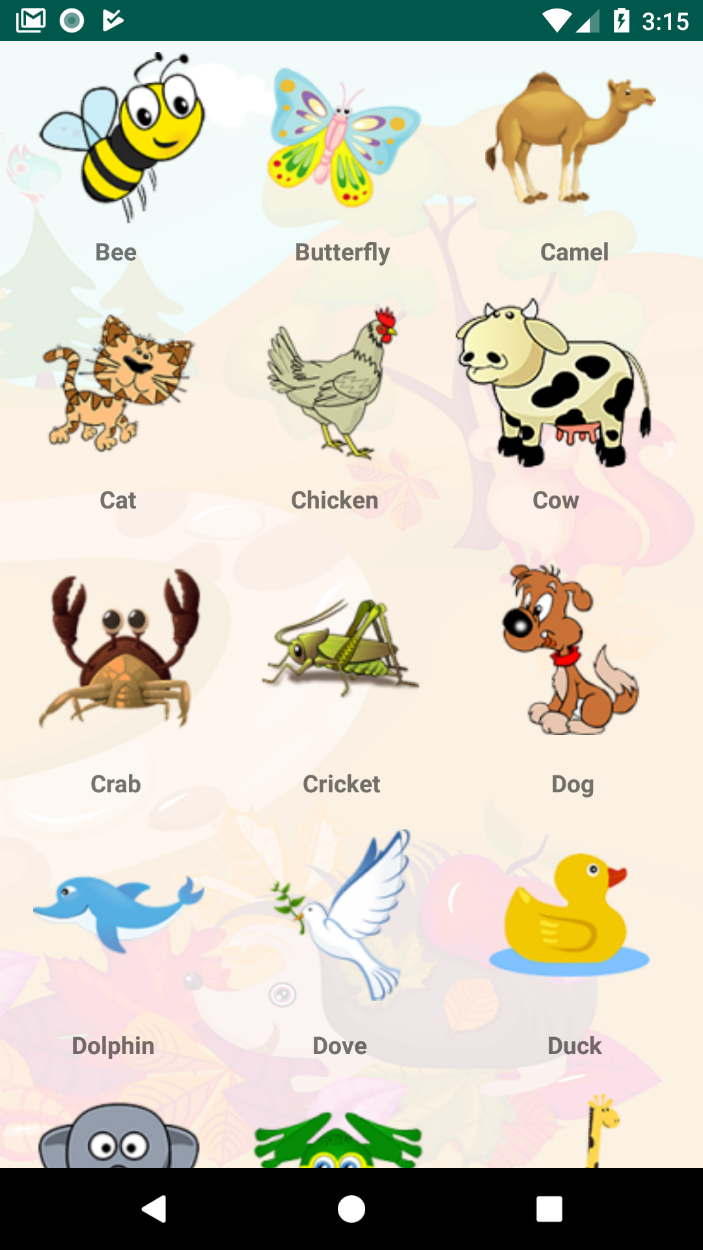 3:15
Bee Butterfly Camel
Cat Chicken Cow
Crab Cricket Dog
Dolphin Dove Duck